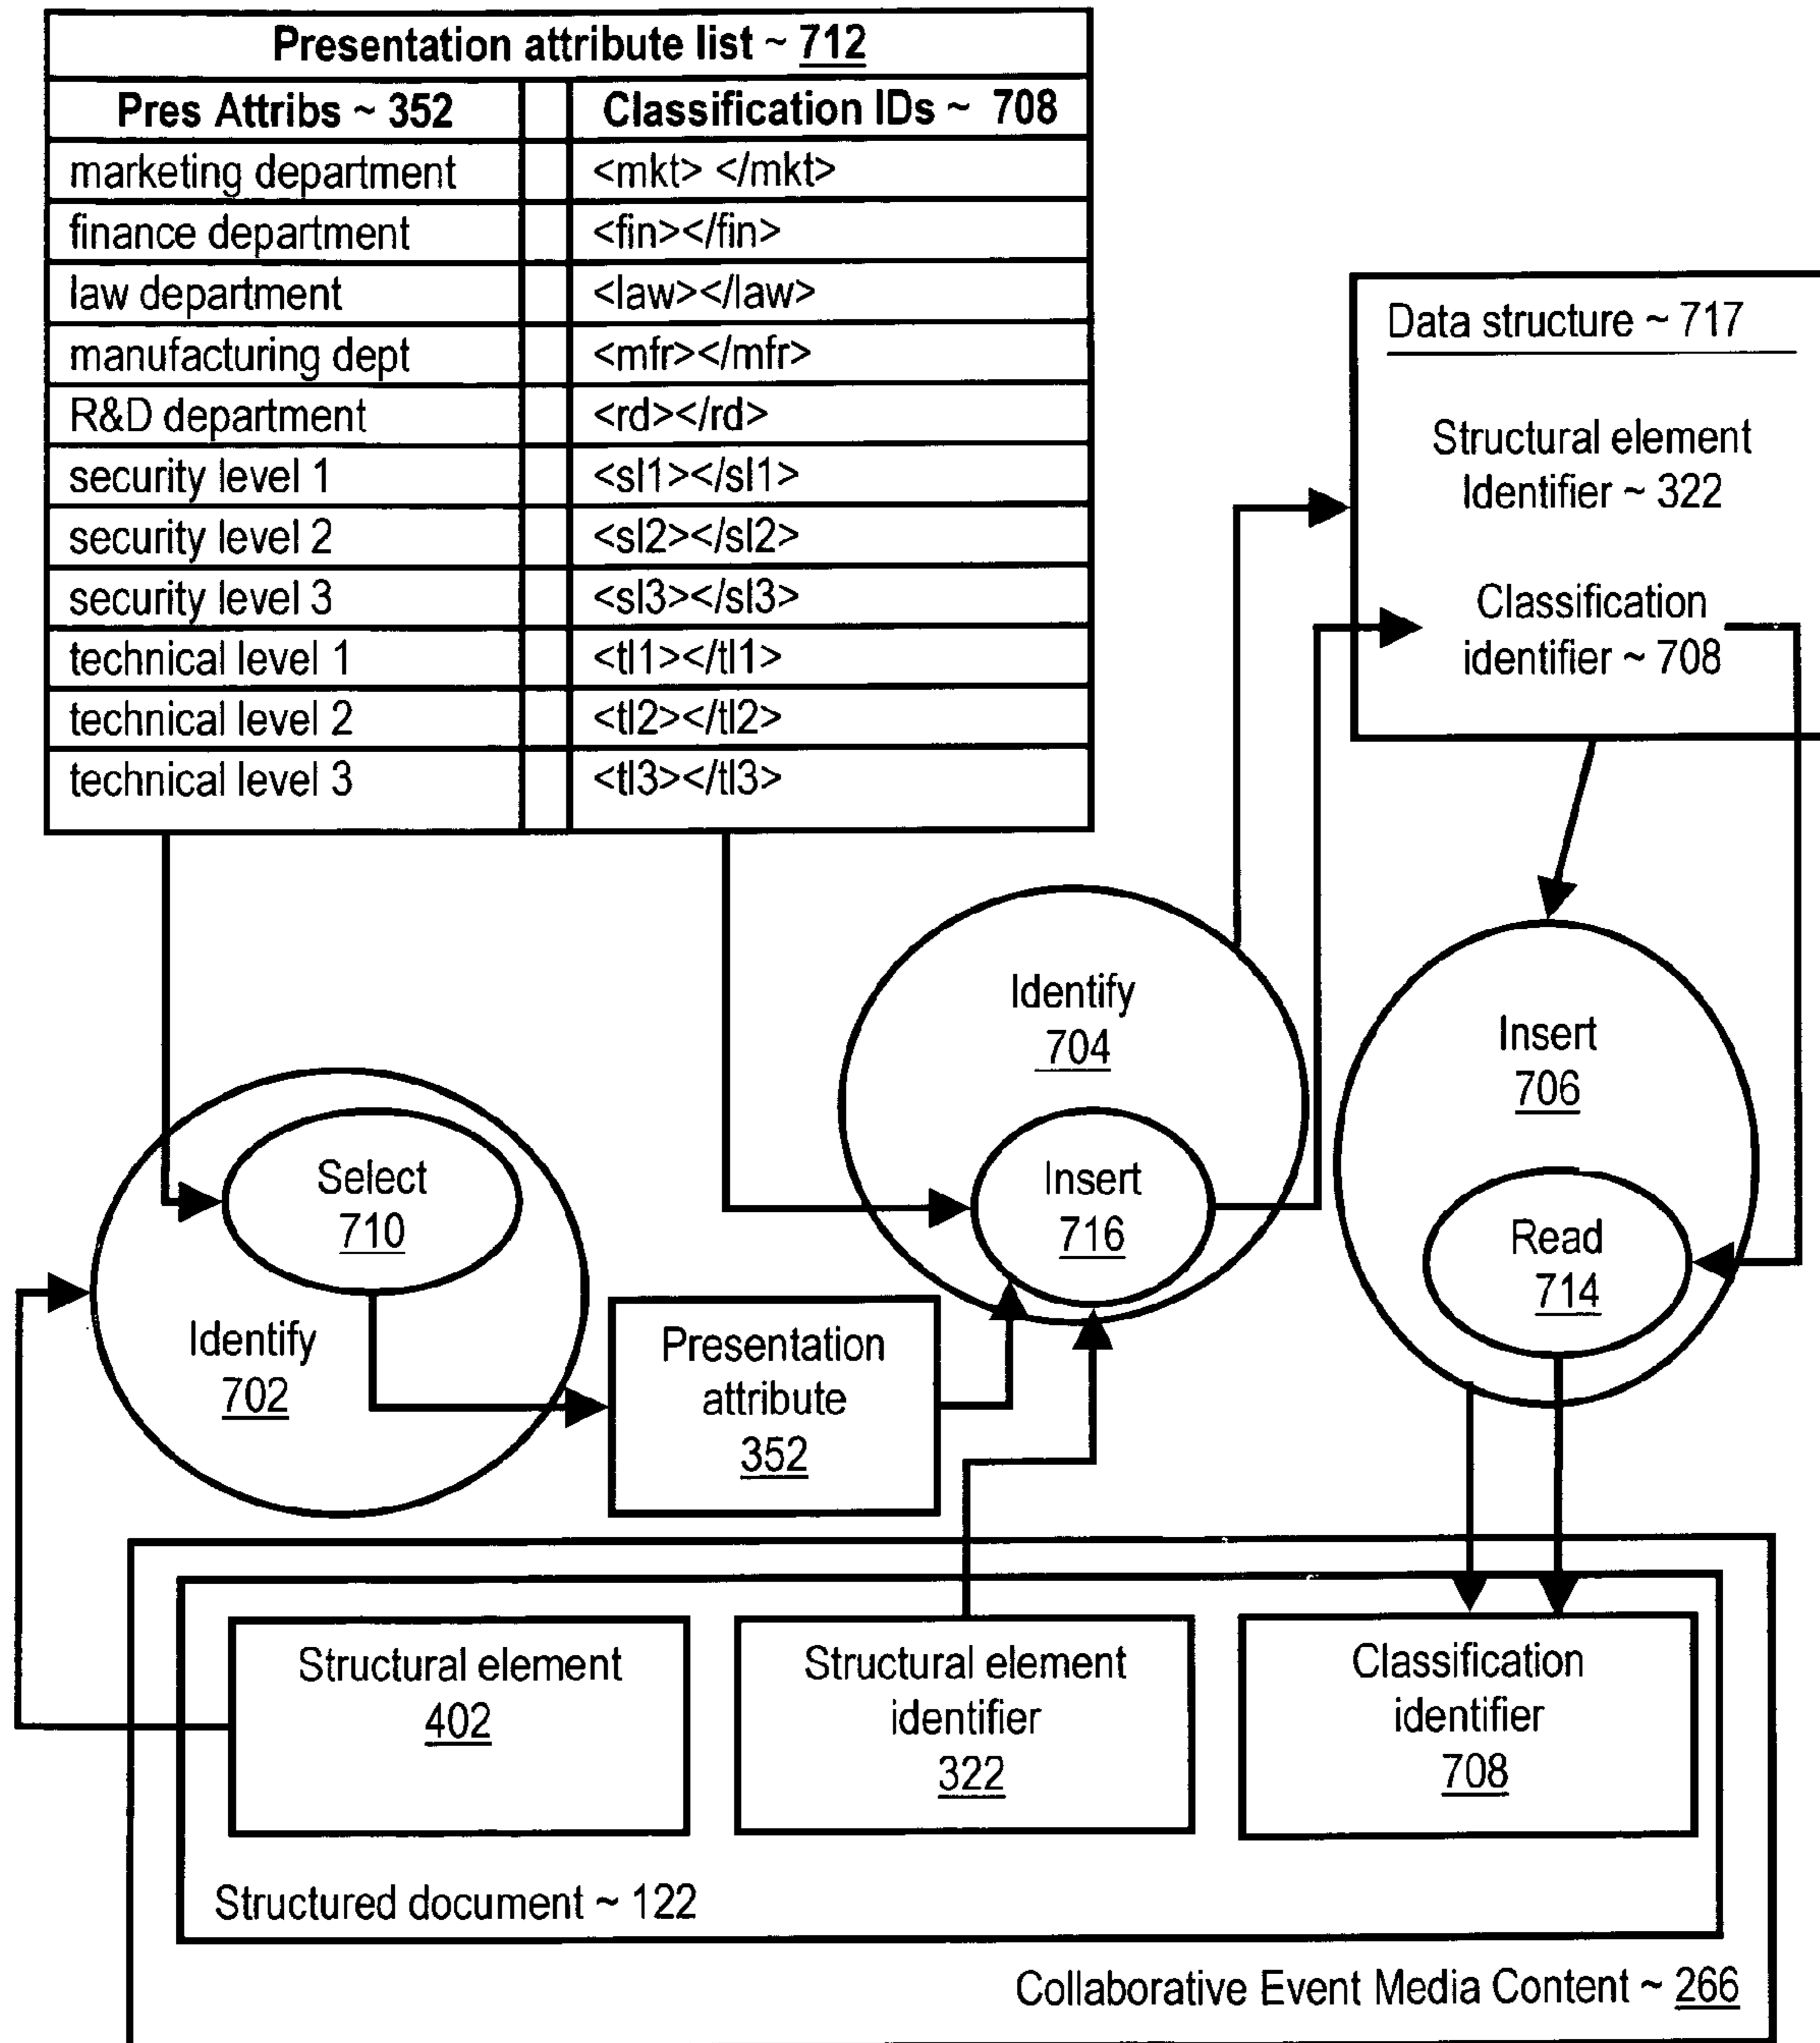 Presentation attribute list ~ 712
Pres Attribs ~ 352 Classification IDs ~ 708
marketing department <mkt> </mkt>
finance department <fin></fin>
law department <law></law>
manufacturing dept <mfr></mfr>
R&D department <rd></rd>
security level 1 <sl1></sl1>
security level 2 <sl2></sl2>
security level 3 <sl3></sl3>
technical level 1 <tl1></tl1>
technical level 2 <tl2></tl2>
technical level 3 <tl3></tl3>
Data structure ~ 717
Structural element
Identifier ~ 322
Classification
identifier ~ 708
Identify
704
Insert
716
Insert
706
Read
714
Select
710
Identify
702
Presentation
attribute
352
Structural element
402
Structural element
identifier
322
Classification
identifier
708
Structured document ~ 122
Collaborative Event Media Content ~ 266